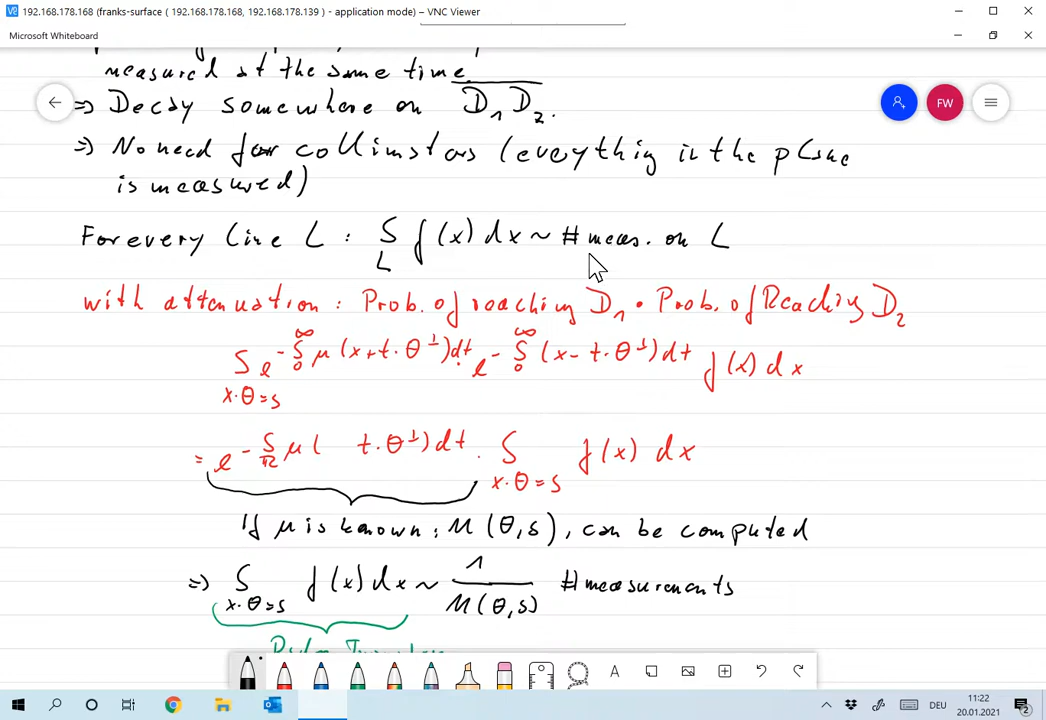 192.168.178.168 (franks-surface ( 192.168.178.168, 192.168.178.139 ) - application mode) – VNC Viewer
Microsoft Whiteboard
measured at the same time
=> Decay somewhere on D₁D₂.
=> No need for collimators (everything in the plane
is measured)
FW
For every line L : ∫_L f(x) dx ~ # meas. on L
with attenuation : Prob. of reaching D₁ • Prob. of Reaching D₂
∫_{x·θ=s} e^{-∫_0^∞ μ(x+t·θ^⊥)dt} e^{-∫_0^∞ (x-t·θ^⊥)dt} f(x) dx
= e^{-∫_ℝ μ( t·θ^⊥)dt} · ∫_{x·θ=s} f(x) dx
If μ is known : M(θ,s), can be computed
=> ∫_{x·θ=s} f(x) dx ~ 1/M(θ,s) # measurements
A
DEU
11:22
20.01.2021
2